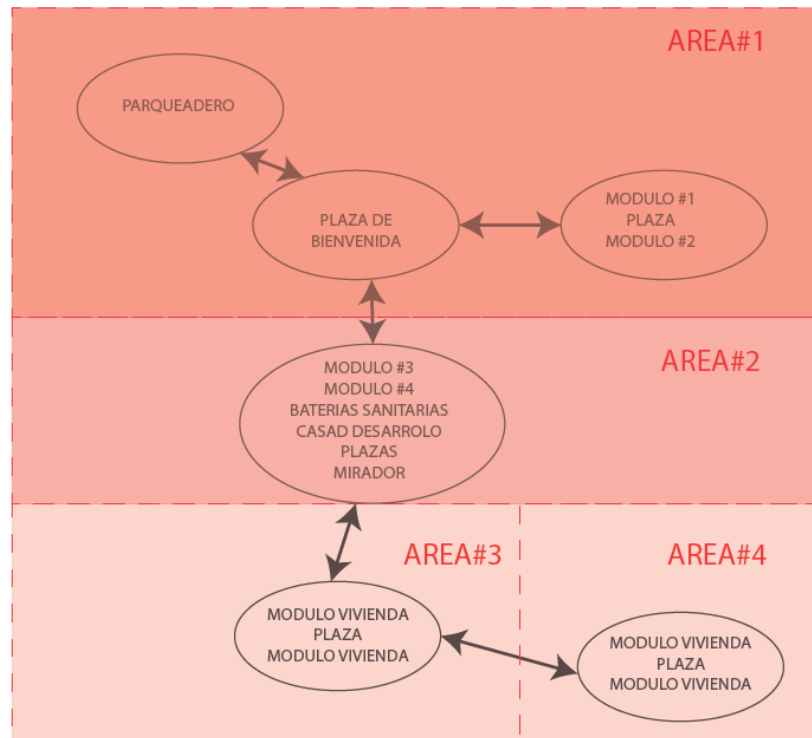 AREA#1
PARQUEADERO
PLAZA DE
BIENVENIDA
MODULO #1
PLAZA
MODULO #2
AREA#2
MODULO #3
MODULO #4
BATERIAS SANITARIAS
CASAD DESARROLO
PLAZAS
MIRADOR
AREA#3
MODULO VIVIENDA
PLAZA
MODULO VIVIENDA
AREA#4
MODULO VIVIENDA
PLAZA
MODULO VIVIENDA